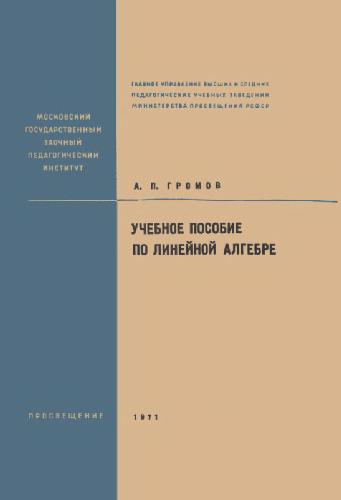 ГЛАВНОЕ УПРАВЛЕНИЕ ВЫСШИХ И СРЕДНИХ
ПЕДАГОГИЧЕСКИХ УЧЕБНЫХ ЗАВЕДЕНИЙ
МИНИСТЕРСТВА ПРОСВЕЩЕНИЯ РСФСР
МОСКОВСКИЙ
ГОСУДАРСТВЕННЫЙ
ЗАОЧНЫЙ
ПЕДАГОГИЧЕСКИЙ
ИНСТИТУТ
А. П. ГРОМОВ
УЧЕБНОЕ ПОСОБИЕ
ПО ЛИНЕЙНОЙ АЛГЕБРЕ
ПРОСВЕЩЕНИЕ 1971